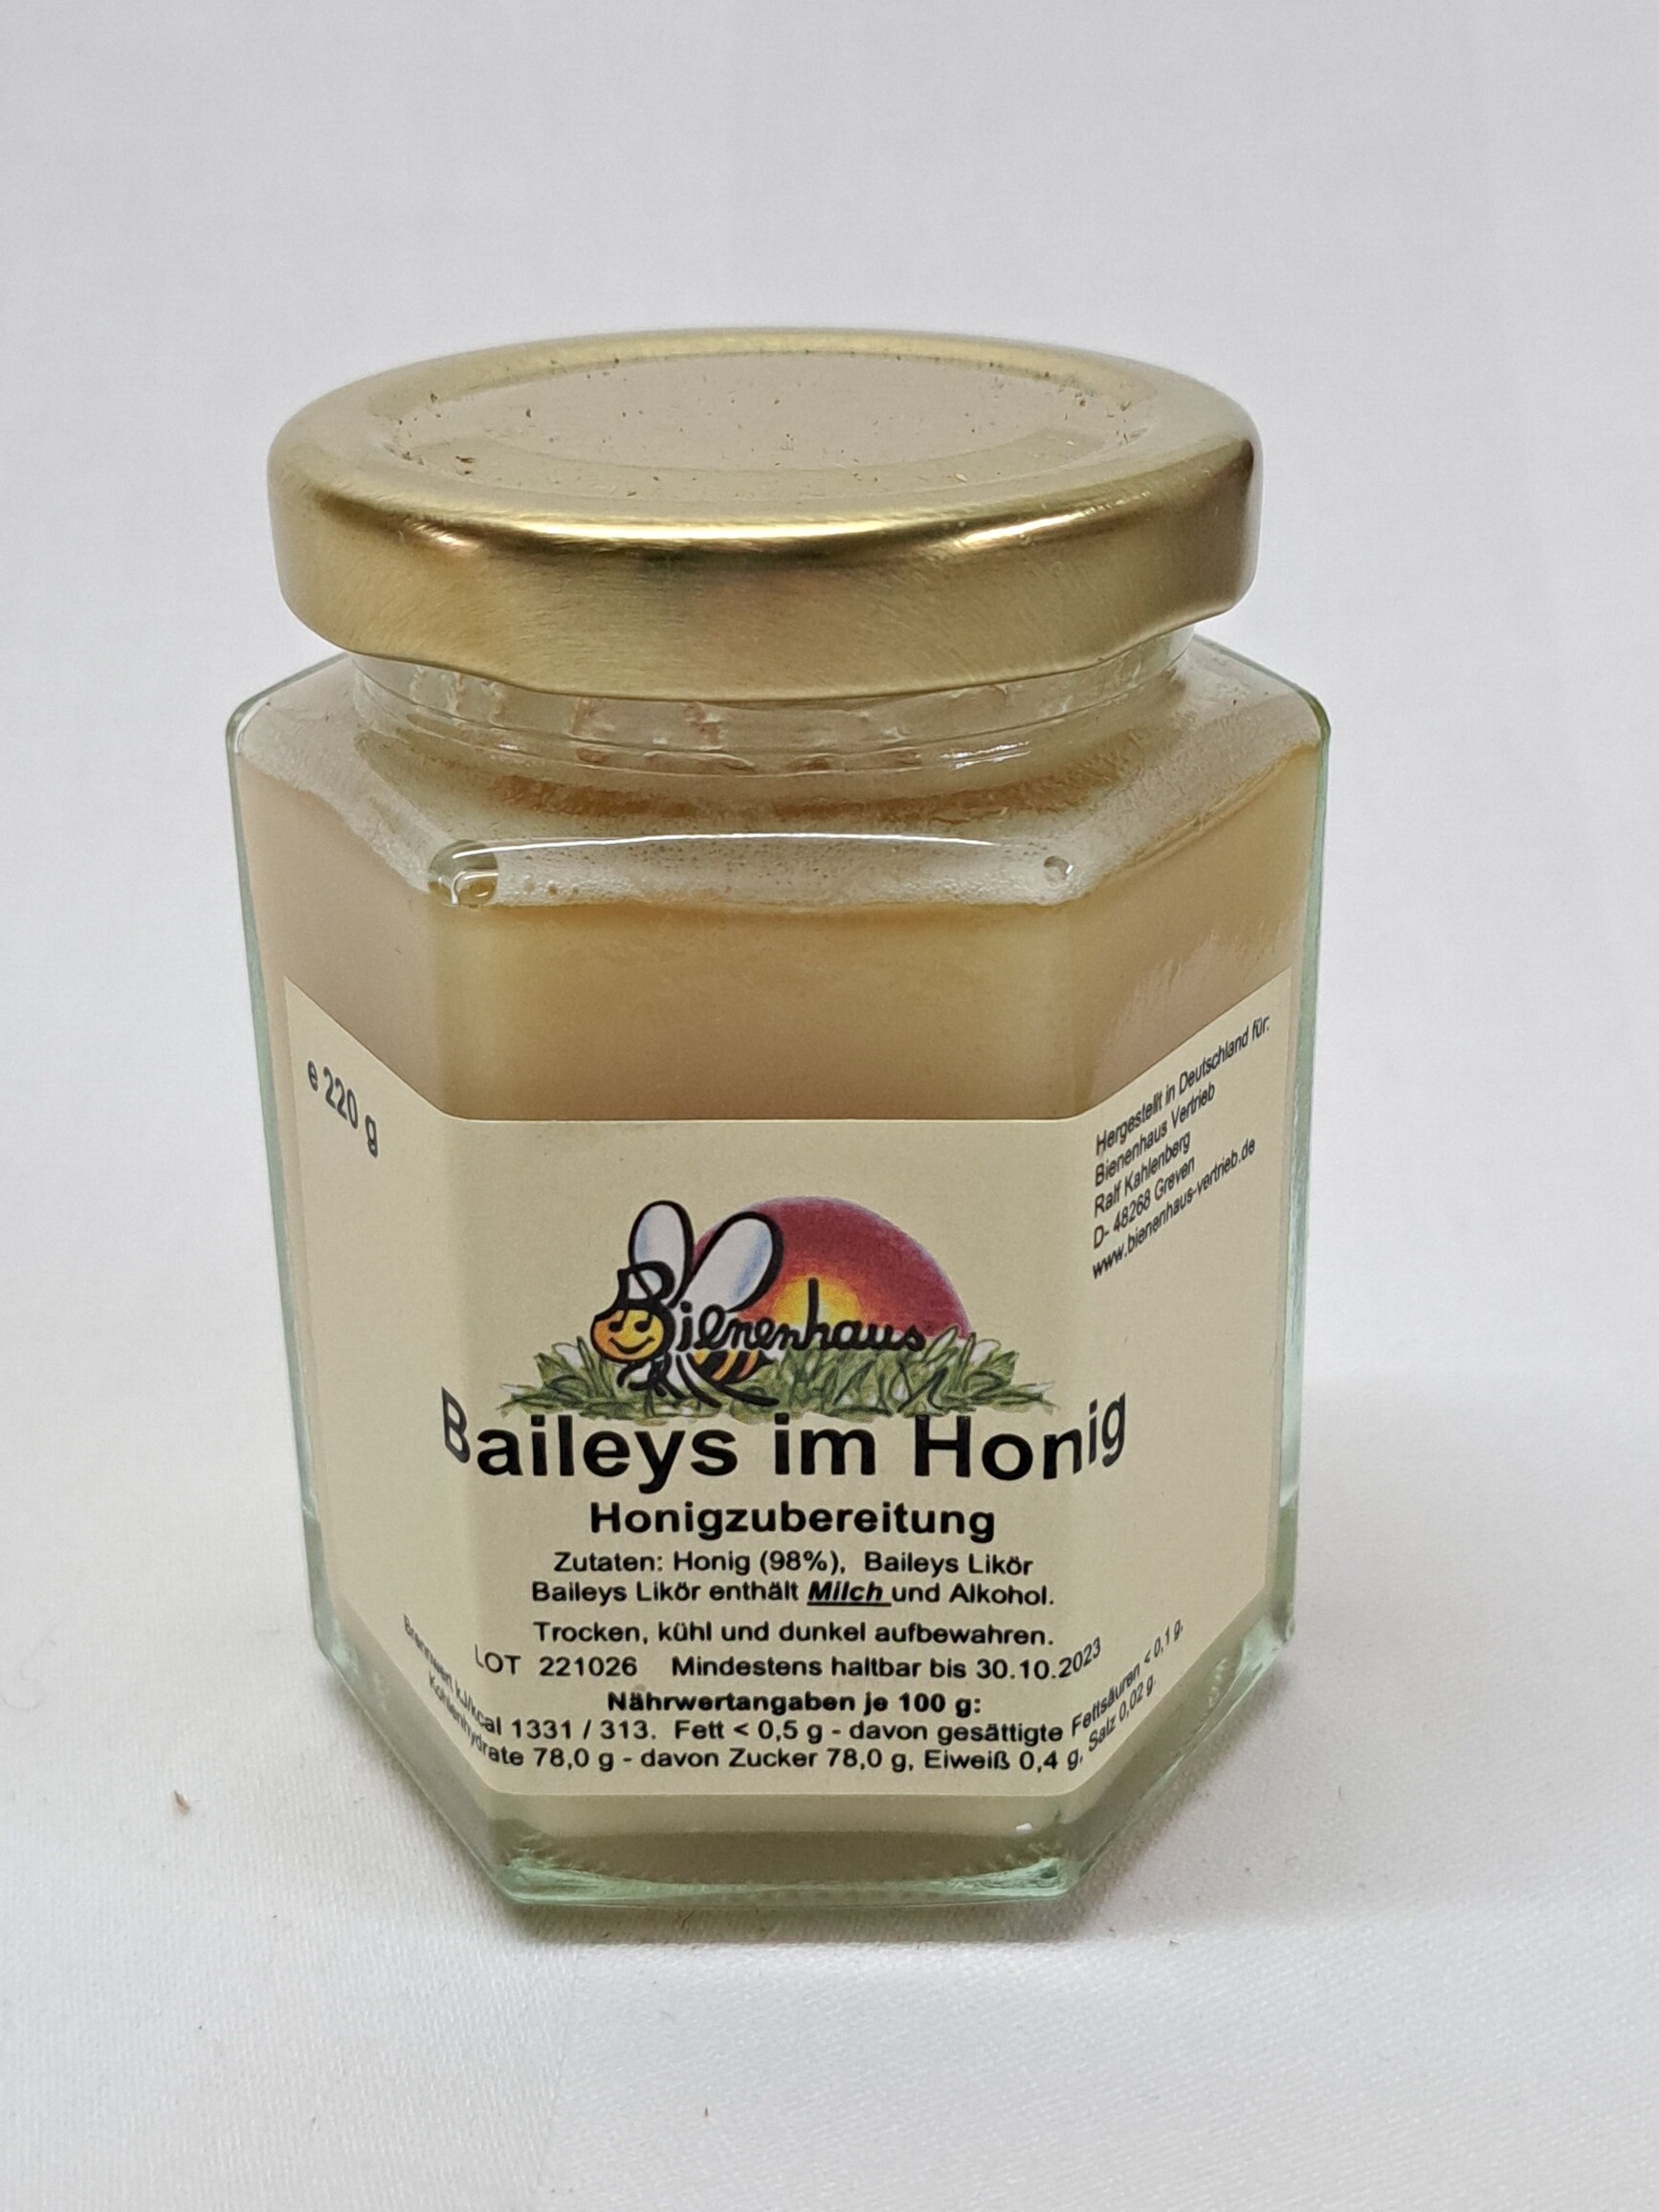 e 220 g
Hergestellt in Deutschland für:
Bienenhaus Vertrieb
Ralf Kahlenberg
D- 48268 Greven
www.bienenhaus-vertrieb.de
Bienenhaus
Baileys im Honig
Honigzubereitung
Zutaten: Honig (98%), Baileys Likör
Baileys Likör enthält Milch und Alkohol.
Trocken, kühl und dunkel aufbewahren.
LOT 221026 Mindestens haltbar bis 30.10.2023
Nährwertangaben je 100 g:
Brennwert kJ/kcal 1331 / 313. Fett < 0,5 g - davon gesättigte Fettsäuren < 0,1 g,
Kohlenhydrate 78,0 g - davon Zucker 78,0 g, Eiweiß 0,4 g, Salz 0,02 g.